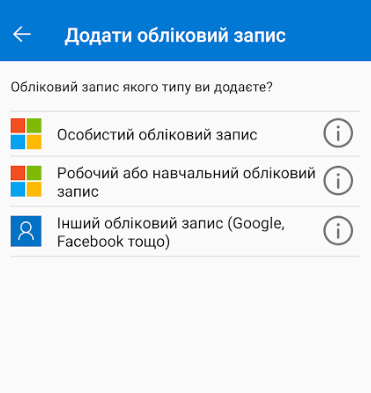 Додати обліковий запис
Обліковий запис якого типу ви додаєте?
Особистий обліковий запис
Робочий або навчальний обліковий
запис
Інший обліковий запис (Google,
Facebook тощо)